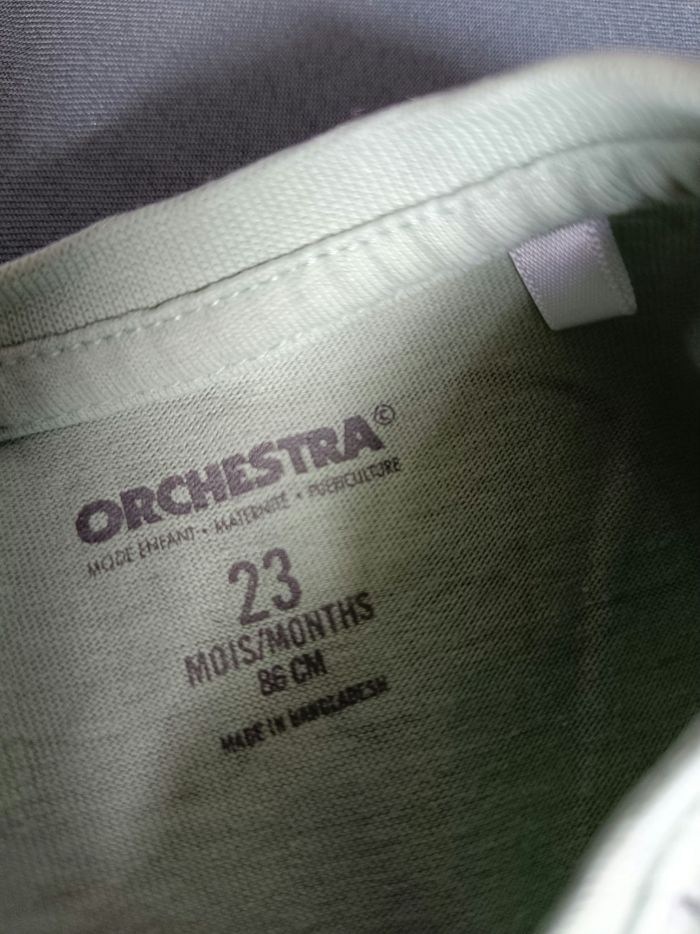 ORCHESTRA©
MODE ENFANT • MATERNITÉ • PUÉRICULTURE
23
MOIS/MONTHS
86 CM
MADE IN BANGLADESH